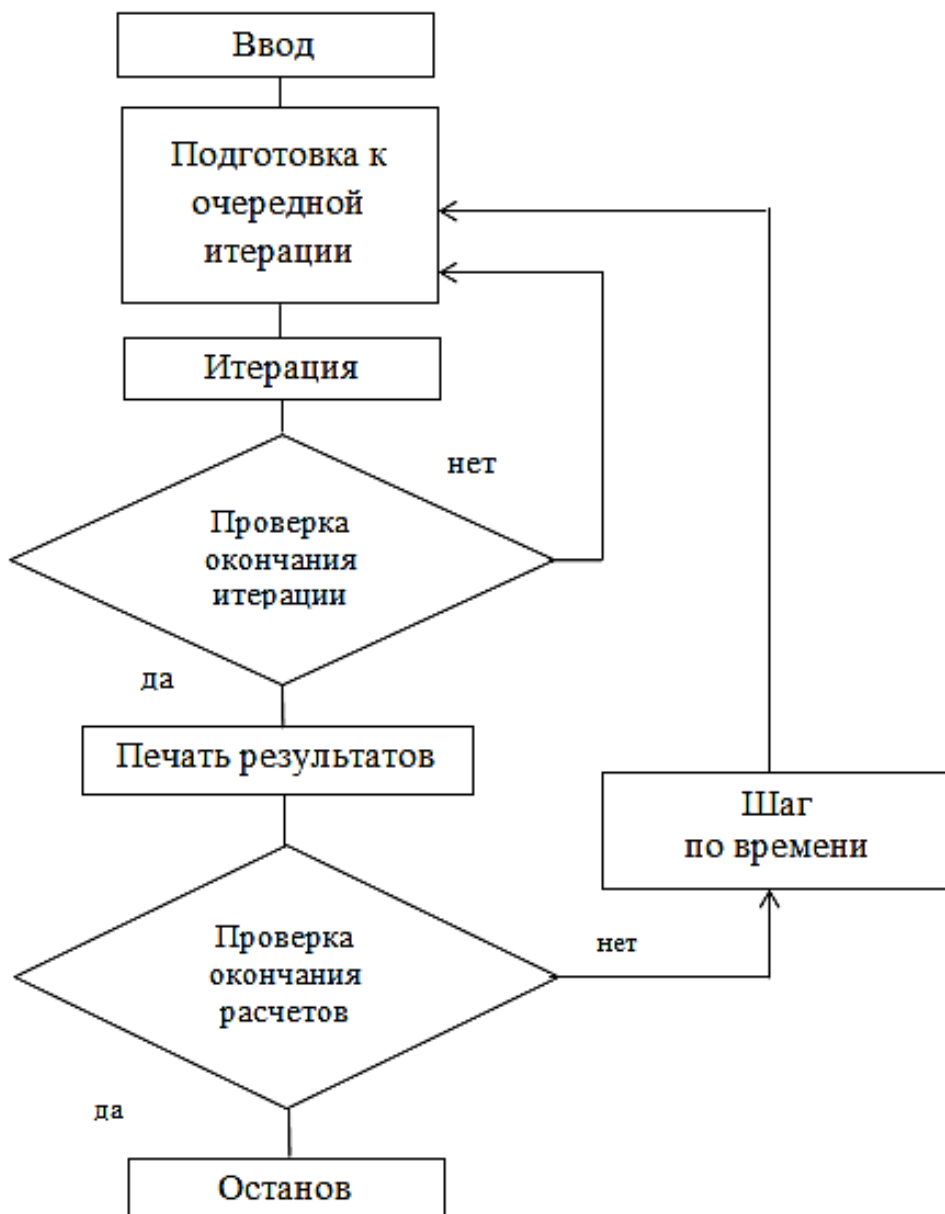 Ввод
Подготовка к
очередной
итерации
Итерация
нет
Проверка
окончания
итерации
да
Печать результатов
Шаг
по времени
Проверка
окончания
расчетов
нет
да
Останов